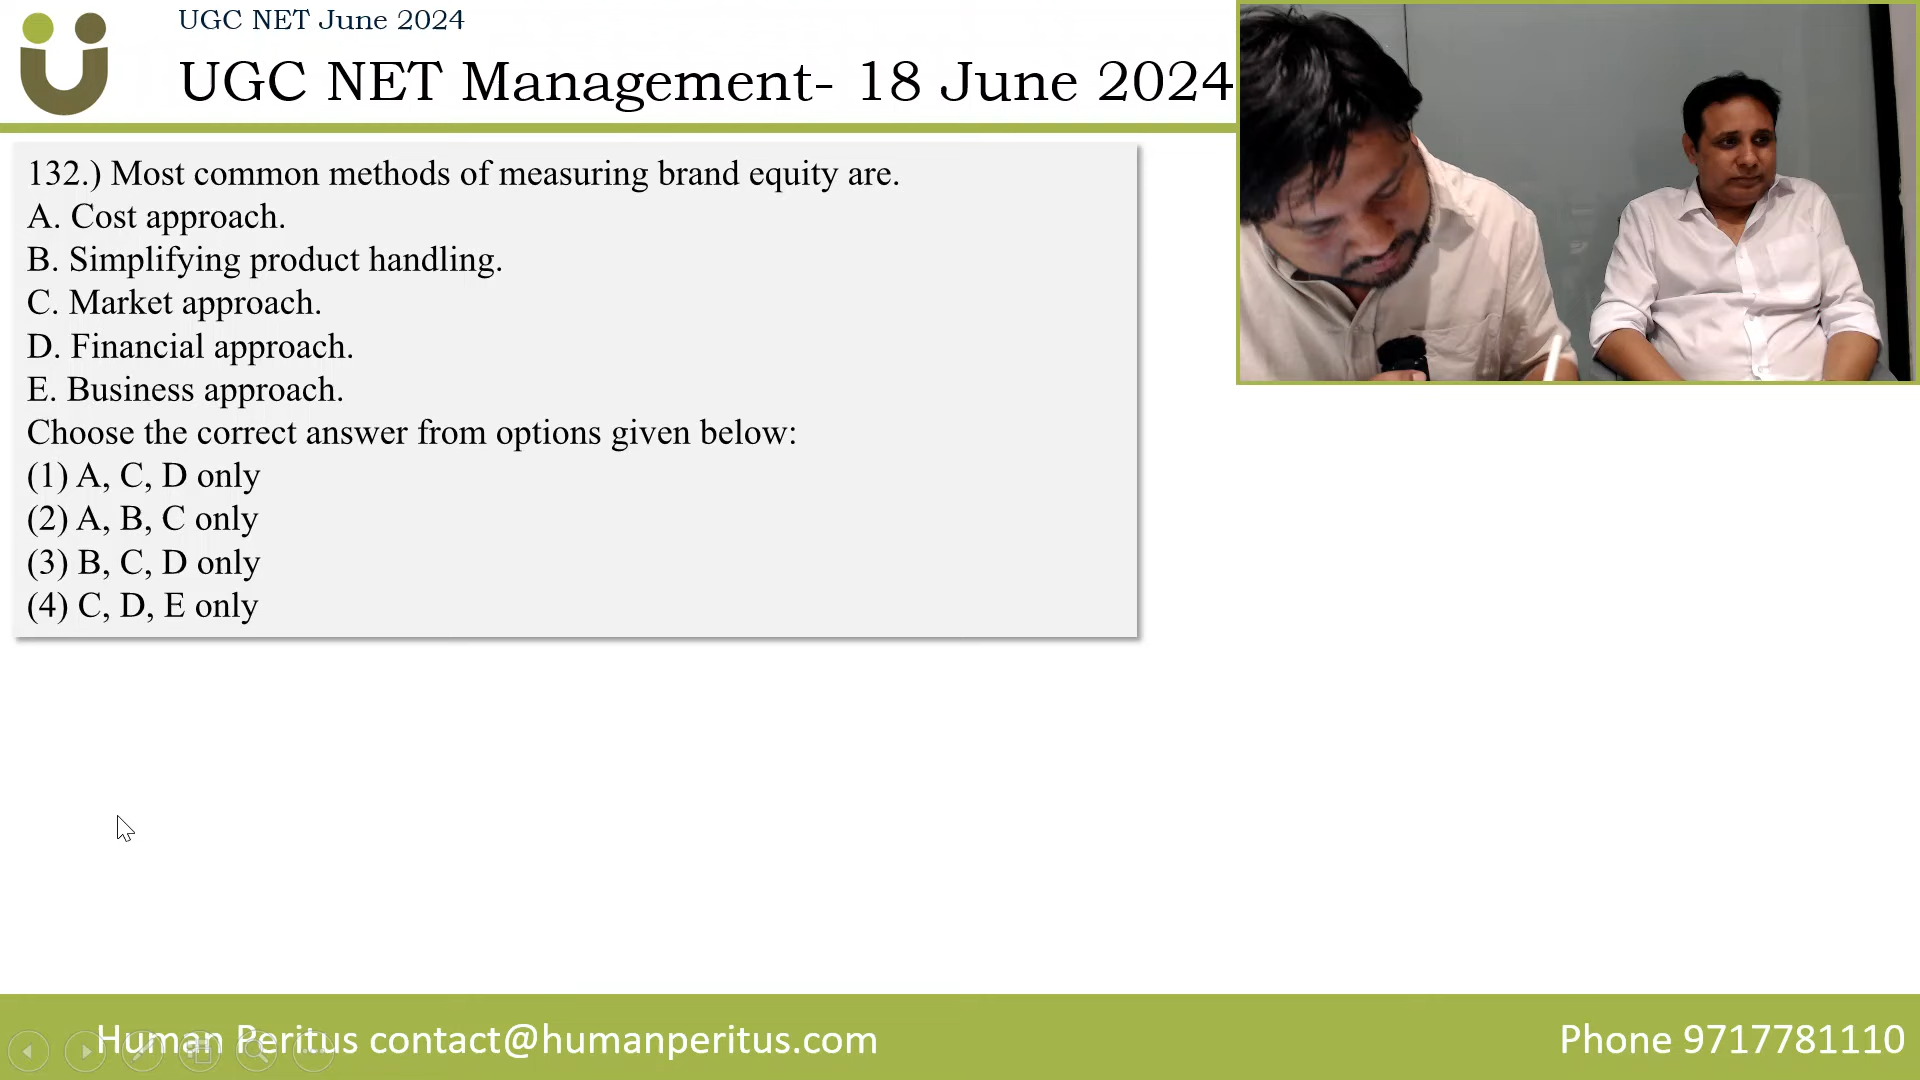 UGC NET June 2024
UGC NET Management- 18 June 2024
132.) Most common methods of measuring brand equity are.
A. Cost approach.
B. Simplifying product handling.
C. Market approach.
D. Financial approach.
E. Business approach.
Choose the correct answer from options given below:
(1) A, C, D only
(2) A, B, C only
(3) B, C, D only
(4) C, D, E only
Human Peritus contact@humanperitus.com
Phone 9717781110